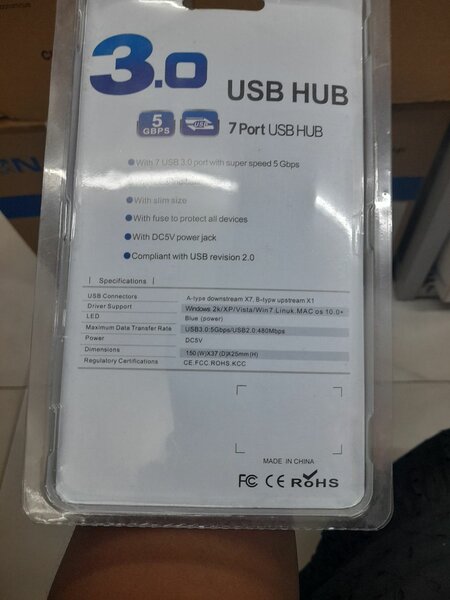 3.0 USB HUB
5 GBPS USB 7 Port USB HUB
With 7 USB 3.0 port with super speed 5 Gbps
With slim size
With fuse to protect all devices
With DC5V power jack
Compliant with USB revision 2.0
Specifications
USB Connectors A-type downstream X7, B-typw upstream X1
Driver Support Windows 2k/XP/Vista/Win7.Linuk.MAC os 10.0+
LED Blue (power)
Maximum Data Transfer Rate USB3.0:5Gbps/USB2.0:480Mbps
Power DC5V
Dimensions 150 (W)X37 (D)X25mm (H)
Regulatory Certifications CE.FCC.ROHS.KCC
MADE IN CHINA
FC CE ROHS